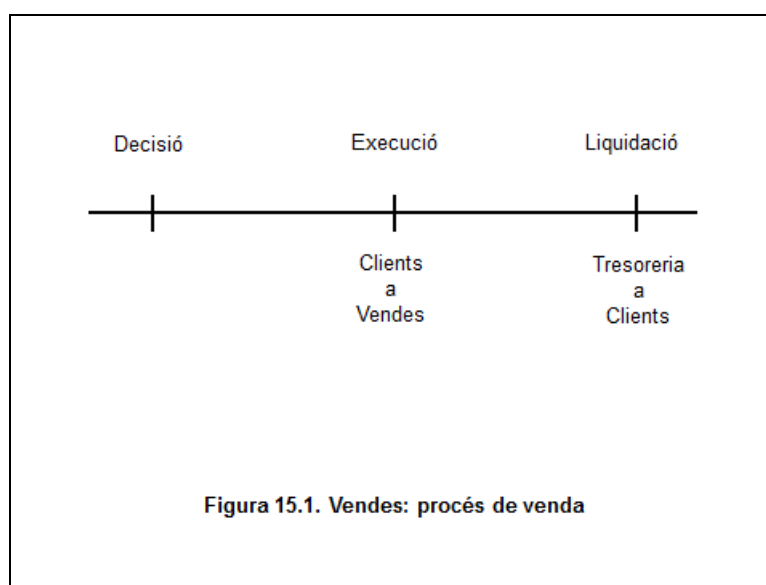 Decisió
Execució
Liquidació
Clients
a
Vendes
Tresoreria
a
Clients
Figura 15.1. Vendes: procés de venda